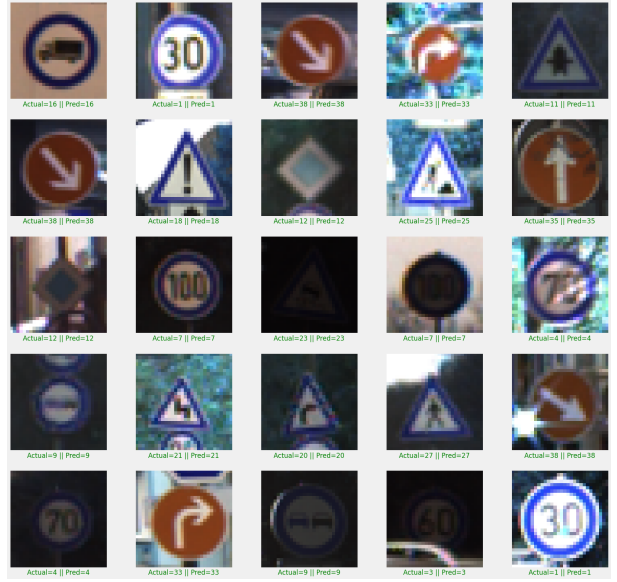 30
Actual=16 || Pred=16
Actual=1 || Pred=1
Actual=38 || Pred=38
Actual=33 || Pred=33
Actual=11 || Pred=11
Actual=38 || Pred=38
Actual=18 || Pred=18
Actual=12 || Pred=12
Actual=25 || Pred=25
Actual=35 || Pred=35
100
100
70
Actual=12 || Pred=12
Actual=7 || Pred=7
Actual=23 || Pred=23
Actual=7 || Pred=7
Actual=4 || Pred=4
Actual=9 || Pred=9
Actual=21 || Pred=21
Actual=20 || Pred=20
Actual=27 || Pred=27
Actual=38 || Pred=38
70
60
30
Actual=4 || Pred=4
Actual=33 || Pred=33
Actual=9 || Pred=9
Actual=3 || Pred=3
Actual=1 || Pred=1